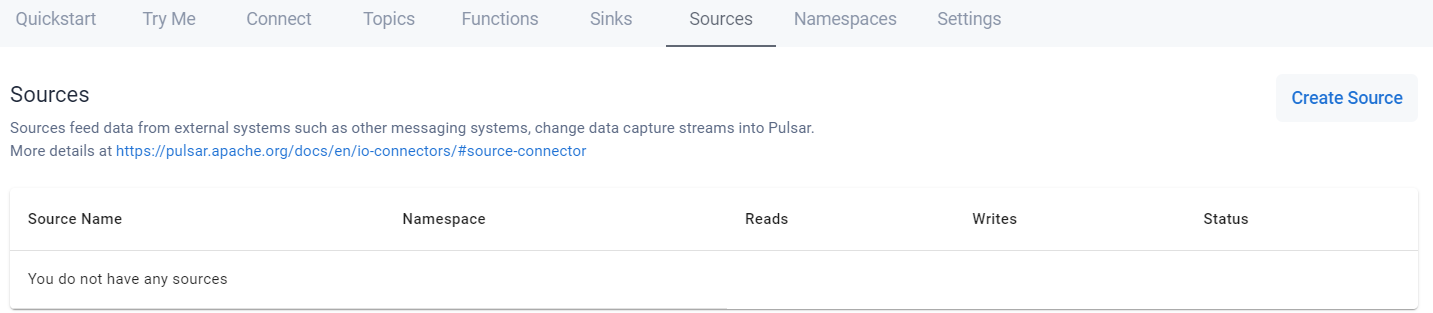 Quickstart Try Me Connect Topics Functions Sinks Sources Namespaces Settings
Sources
Create Source
Sources feed data from external systems such as other messaging systems, change data capture streams into Pulsar.
More details at https://pulsar.apache.org/docs/en/io-connectors/#source-connector
Source Name Namespace Reads Writes Status
You do not have any sources